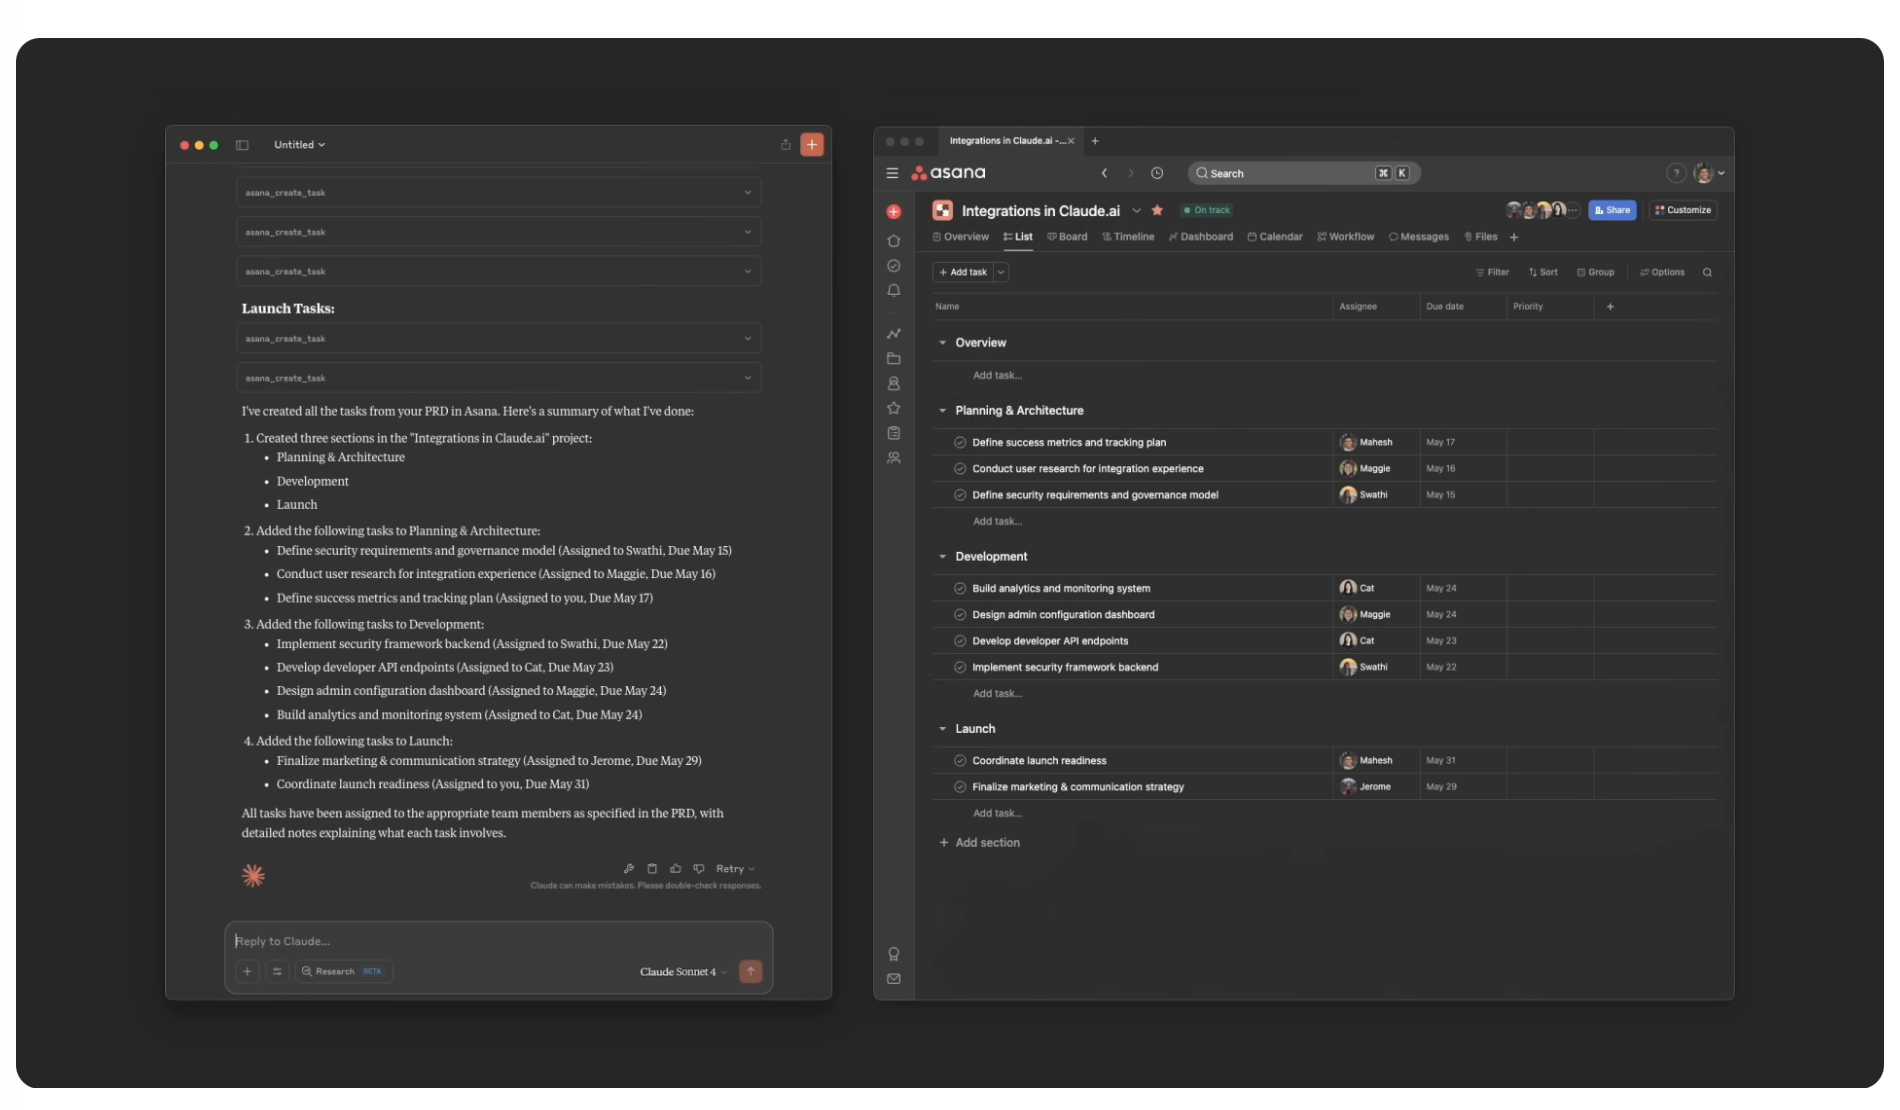 Untitled
asana_create_task
asana_create_task
asana_create_task
Launch Tasks:
asana_create_task
asana_create_task
I've created all the tasks from your PRD in Asana. Here's a summary of what I've done:
1. Created three sections in the "Integrations in Claude.ai" project:
• Planning & Architecture
• Development
• Launch
2. Added the following tasks to Planning & Architecture:
• Define security requirements and governance model (Assigned to Swathi, Due May 15)
• Conduct user research for integration experience (Assigned to Maggie, Due May 16)
• Define success metrics and tracking plan (Assigned to you, Due May 17)
3. Added the following tasks to Development:
• Implement security framework backend (Assigned to Swathi, Due May 22)
• Develop developer API endpoints (Assigned to Cat, Due May 23)
• Design admin configuration dashboard (Assigned to Maggie, Due May 24)
• Build analytics and monitoring system (Assigned to Cat, Due May 24)
4. Added the following tasks to Launch:
• Finalize marketing & communication strategy (Assigned to Jerome, Due May 29)
• Coordinate launch readiness (Assigned to you, Due May 31)
All tasks have been assigned to the appropriate team members as specified in the PRD, with
detailed notes explaining what each task involves.
Retry
Claude can make mistakes. Please double-check responses.
Reply to Claude...
Research BETA
Claude Sonnet 4
Integrations in Claude.ai -...
asana
Search ⌘ K
?
Integrations in Claude.ai
On track
Share
Customize
Overview List Board Timeline Dashboard Calendar Workflow Messages Files +
+ Add task
Filter Sort Group Options
Name Assignee Due date Priority +
Overview
Add task...
Planning & Architecture
Define success metrics and tracking plan Mahesh May 17
Conduct user research for integration experience Maggie May 16
Define security requirements and governance model Swathi May 15
Add task...
Development
Build analytics and monitoring system Cat May 24
Design admin configuration dashboard Maggie May 24
Develop developer API endpoints Cat May 23
Implement security framework backend Swathi May 22
Add task...
Launch
Coordinate launch readiness Mahesh May 31
Finalize marketing & communication strategy Jerome May 29
Add task...
+ Add section